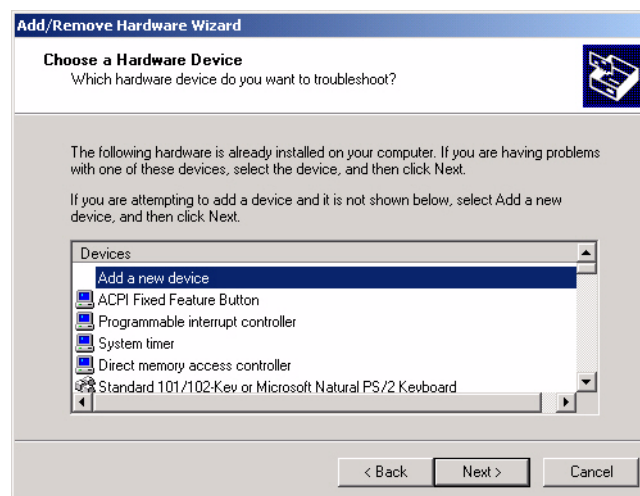 Add/Remove Hardware Wizard
Choose a Hardware Device
Which hardware device do you want to troubleshoot?
The following hardware is already installed on your computer. If you are having problems
with one of these devices, select the device, and then click Next.
If you are attempting to add a device and it is not shown below, select Add a new
device, and then click Next.
Devices
Add a new device
ACPI Fixed Feature Button
Programmable interrupt controller
System timer
Direct memory access controller
Standard 101/102-Key or Microsoft Natural PS/2 Keyboard
< Back
Next >
Cancel